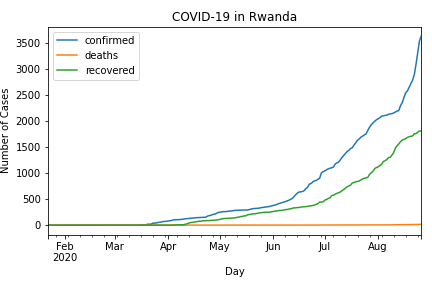 COVID-19 in Rwanda
confirmed
deaths
recovered
Number of Cases
3500
3000
2500
2000
1500
1000
500
0
Feb Mar Apr May Jun Jul Aug
2020
Day